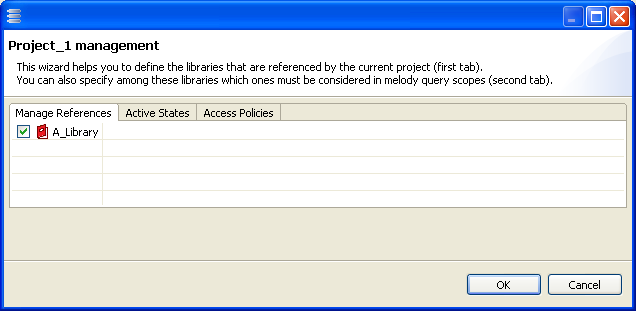 Project_1 management
This wizard helps you to define the libraries that are referenced by the current project (first tab).
You can also specify among these libraries which ones must be considered in melody query scopes (second tab).
Manage References Active States Access Policies
A_Library
OK Cancel